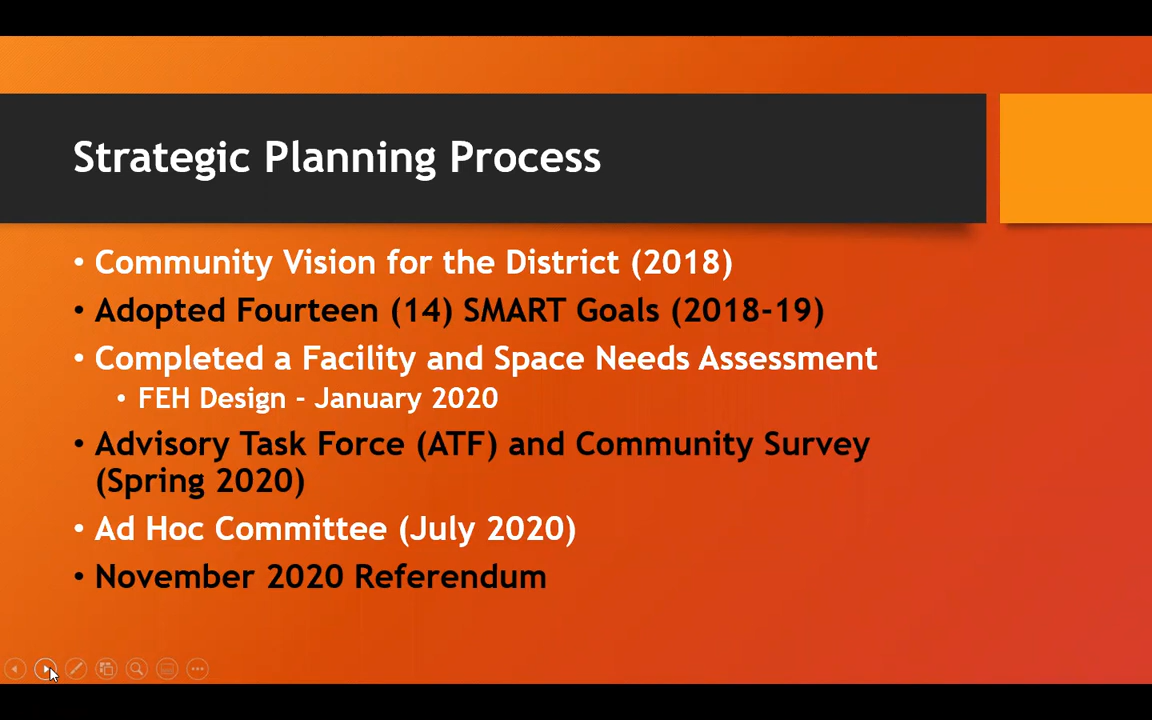 Strategic Planning Process
• Community Vision for the District (2018)
• Adopted Fourteen (14) SMART Goals (2018-19)
• Completed a Facility and Space Needs Assessment
• FEH Design - January 2020
• Advisory Task Force (ATF) and Community Survey
(Spring 2020)
• Ad Hoc Committee (July 2020)
• November 2020 Referendum